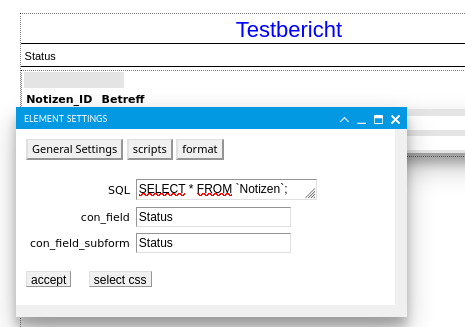 Testbericht
Status
Notizen_ID Betreff
ELEMENT SETTINGS
General Settings scripts format
SQL SELECT * FROM `Notizen`;
con_field Status
con_field_subform Status
accept select css